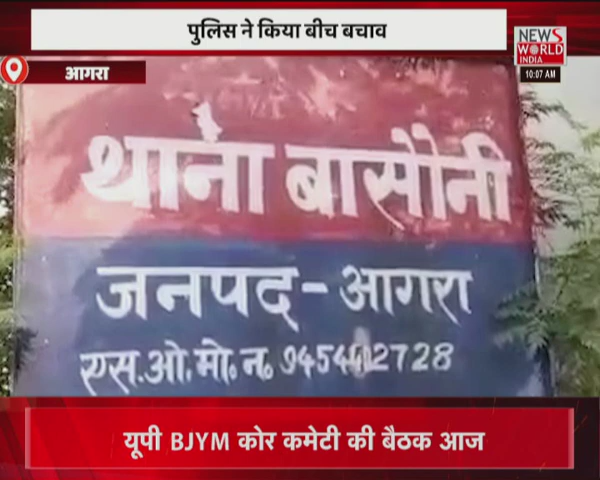 पुलिस ने किया बीच बचाव
NEWS
WORLD
INDIA
10:07 AM
आगरा
थाना बासौनी
जनपद-आगरा
एस.ओ.मो.न. 9454402728
यूपी BJYM कोर कमेटी की बैठक आज